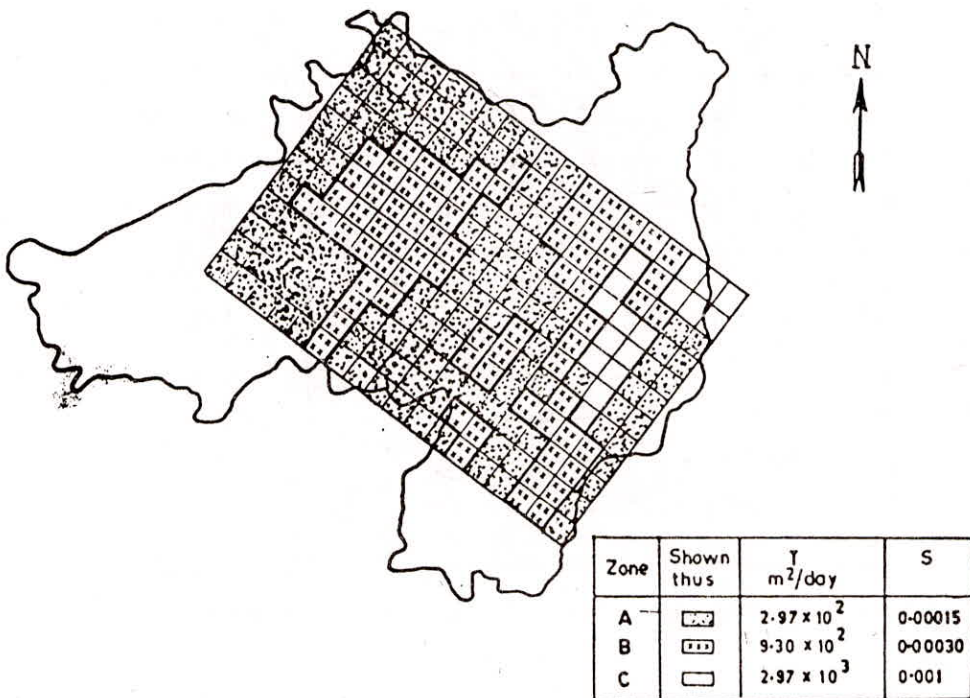 N
Zone Shown thus T m²/day S
A 2.97 x 10² 0.00015
B 9.30 x 10² 0.00030
C 2.97 x 10³ 0.001